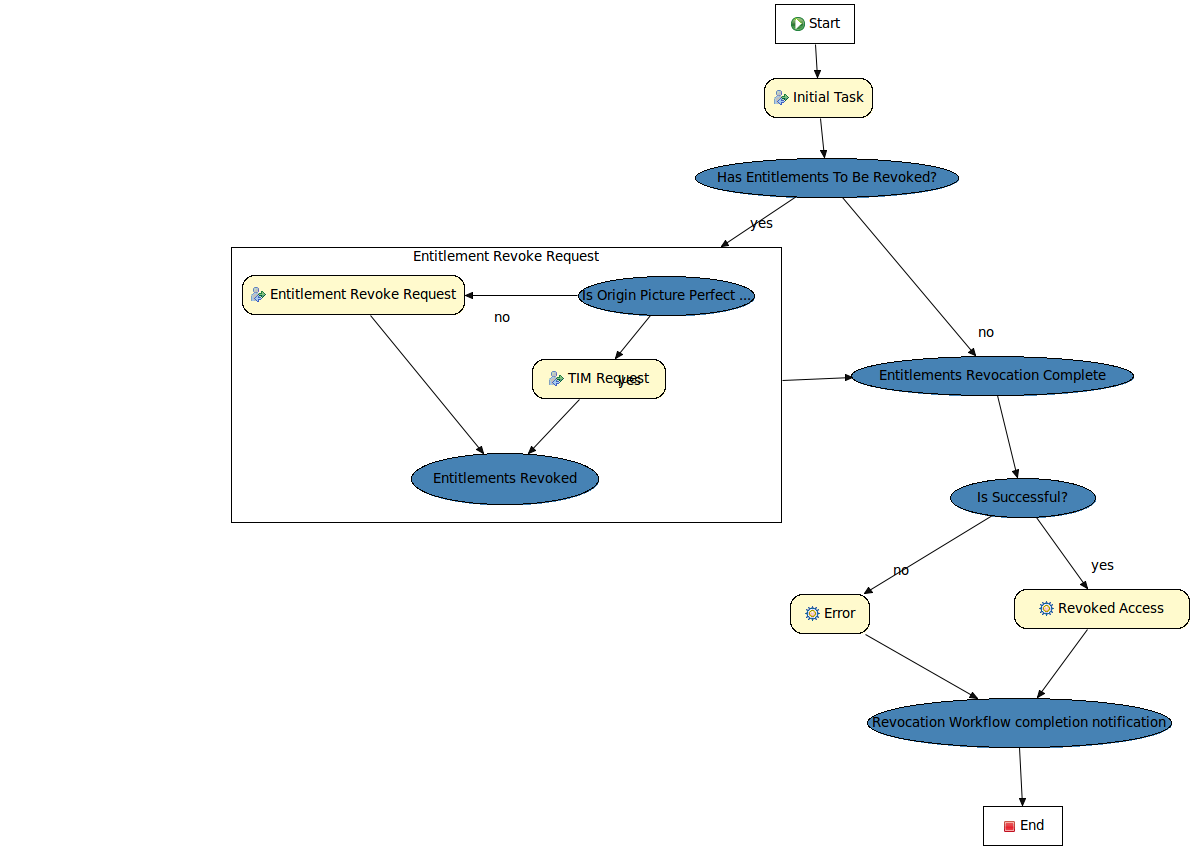 Start
Initial Task
Has Entitlements To Be Revoked?
yes
Entitlement Revoke Request
Entitlement Revoke Request
Is Origin Picture Perfect ...
no
no
TIM Request
yes
Entitlements Revocation Complete
Entitlements Revoked
Is Successful?
no
yes
Error
Revoked Access
Revocation Workflow completion notification
End